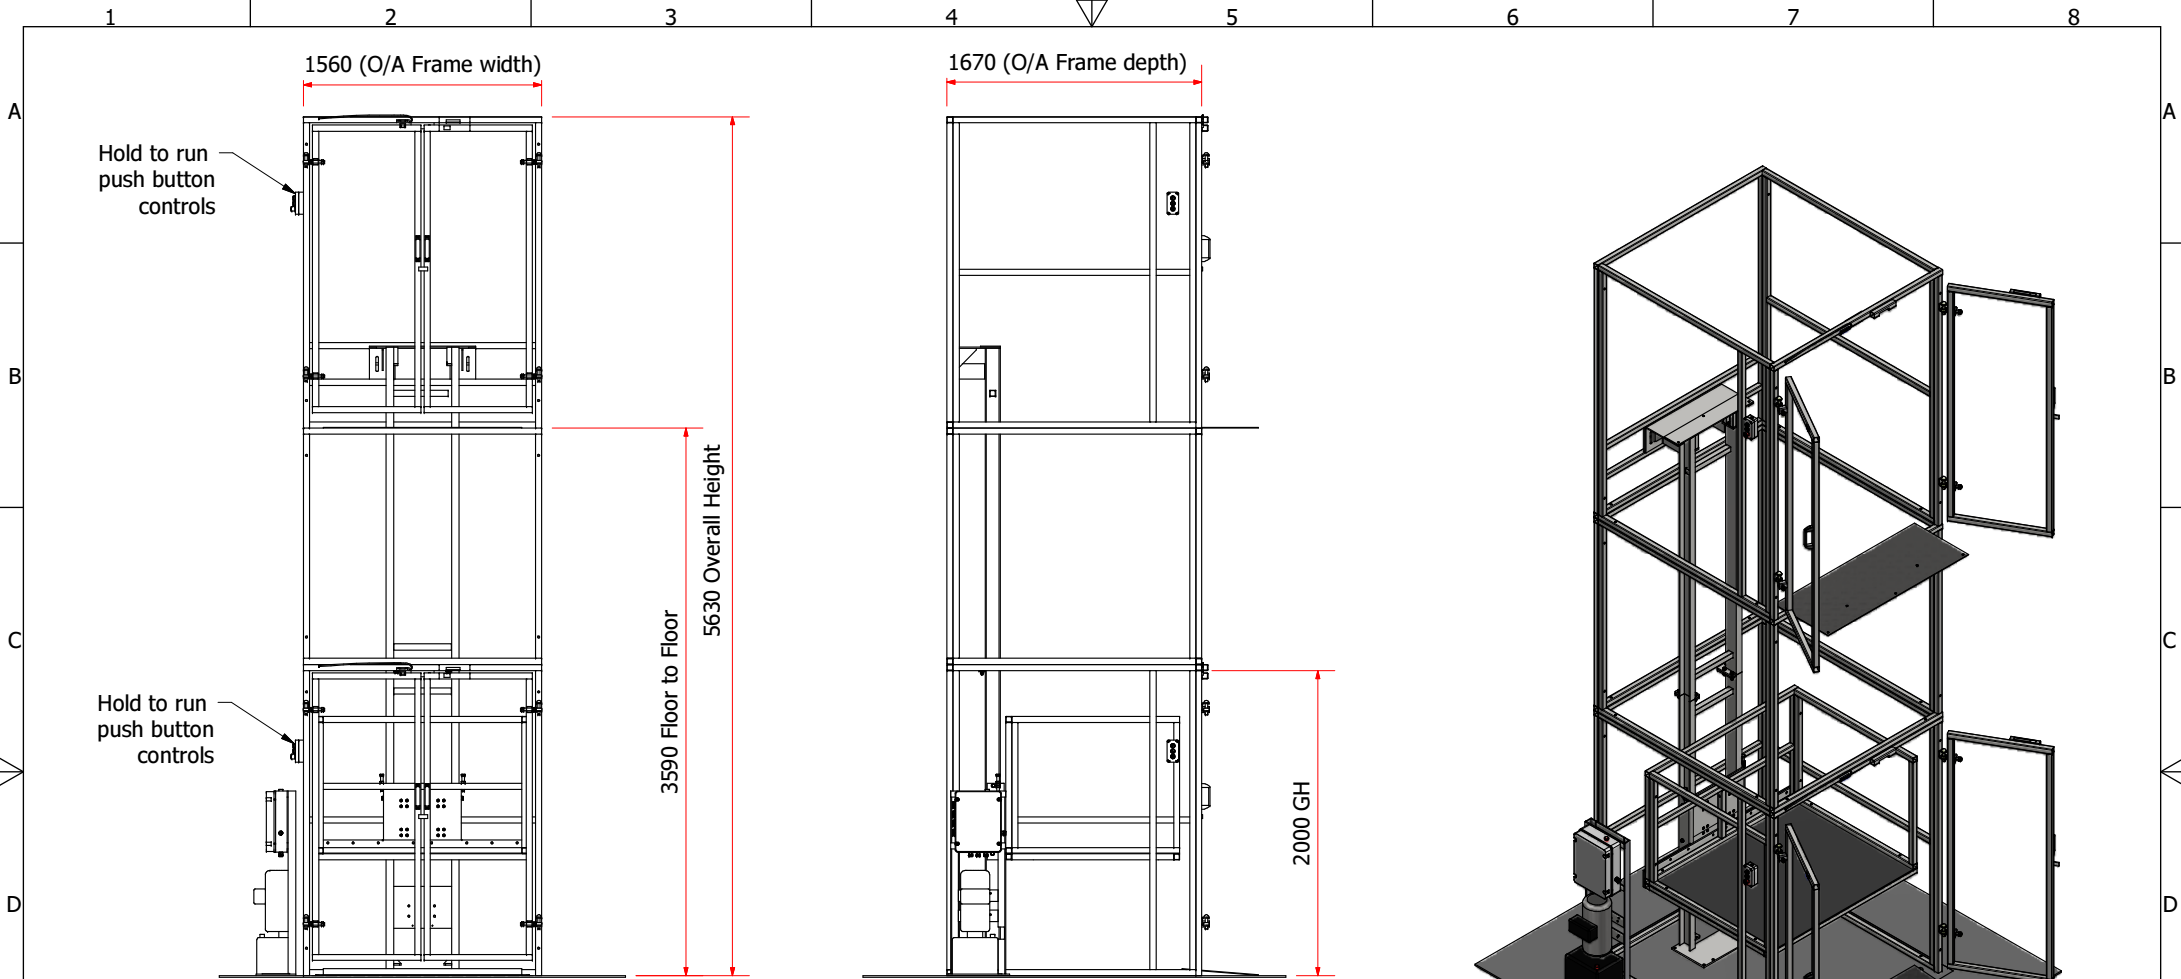 1 2 3 4 5 6 7 8
1560 (O/A Frame width)
1670 (O/A Frame depth)
A
A
Hold to run
push button
controls
B
B
5630 Overall Height
3590 Floor to Floor
C
C
Hold to run
push button
controls
2000 GH
D
D